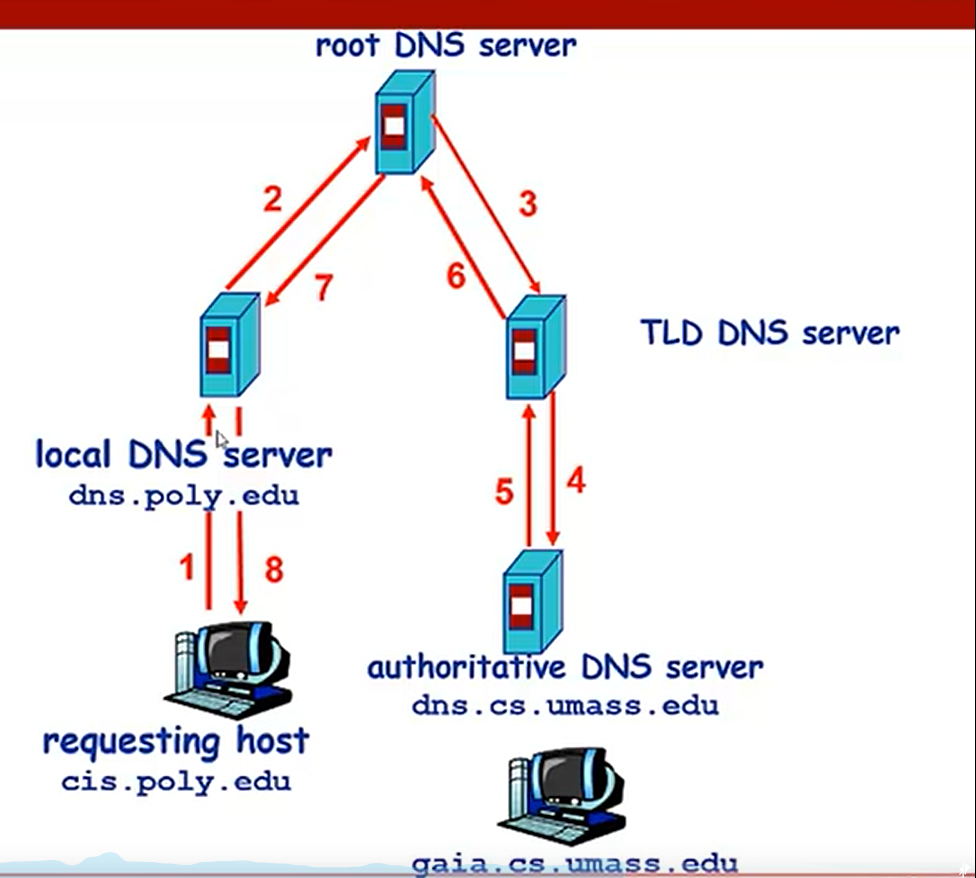 root DNS server
2
3
7
6
TLD DNS server
local DNS server
dns.poly.edu
5
4
1
8
authoritative DNS server
dns.cs.umass.edu
requesting host
cis.poly.edu
gaia.cs.umass.edu